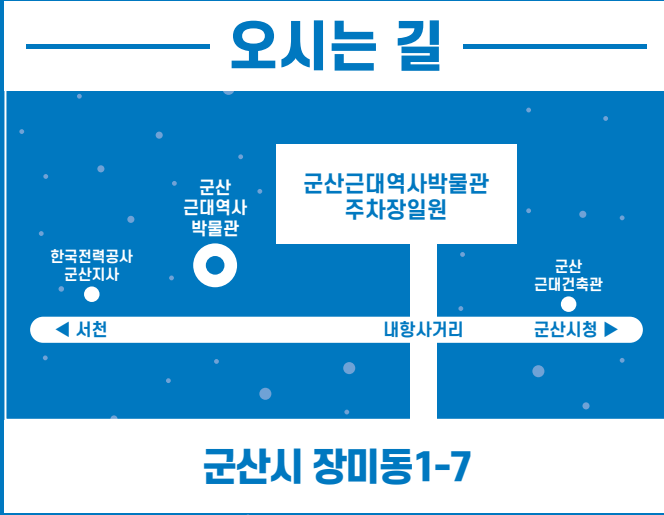 오시는 길
군산근대역사박물관
주차장일원
군산
근대역사
박물관
한국전력공사
군산지사
군산
근대건축관
◀ 서천
내항사거리
군산시청 ▶
군산시 장미동1-7